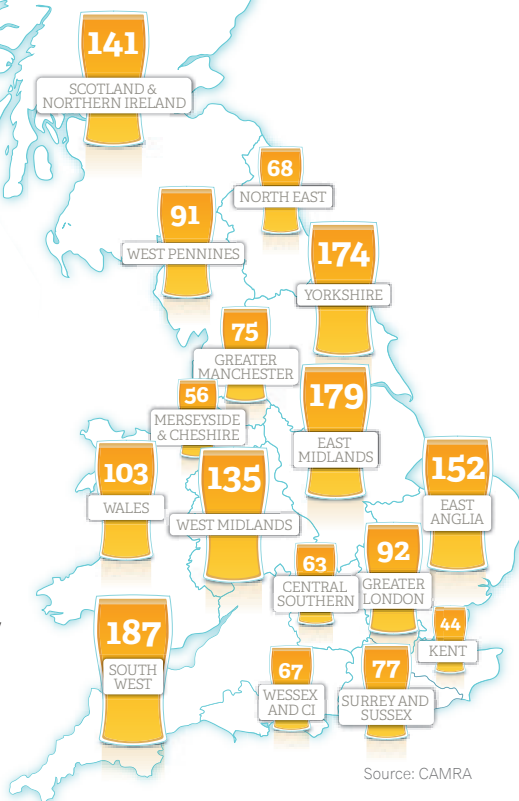 141
SCOTLAND &
NORTHERN IRELAND
68
NORTH EAST
91
WEST PENNINES
174
YORKSHIRE
75
GREATER
MANCHESTER
56
MERSEYSIDE
& CHESHIRE
179
EAST
MIDLANDS
103
WALES
135
WEST MIDLANDS
152
EAST
ANGLIA
63
CENTRAL
SOUTHERN
92
GREATER
LONDON
44
KENT
187
SOUTH
WEST
67
WESSEX
AND CI
77
SURREY AND
SUSSEX
Source: CAMRA